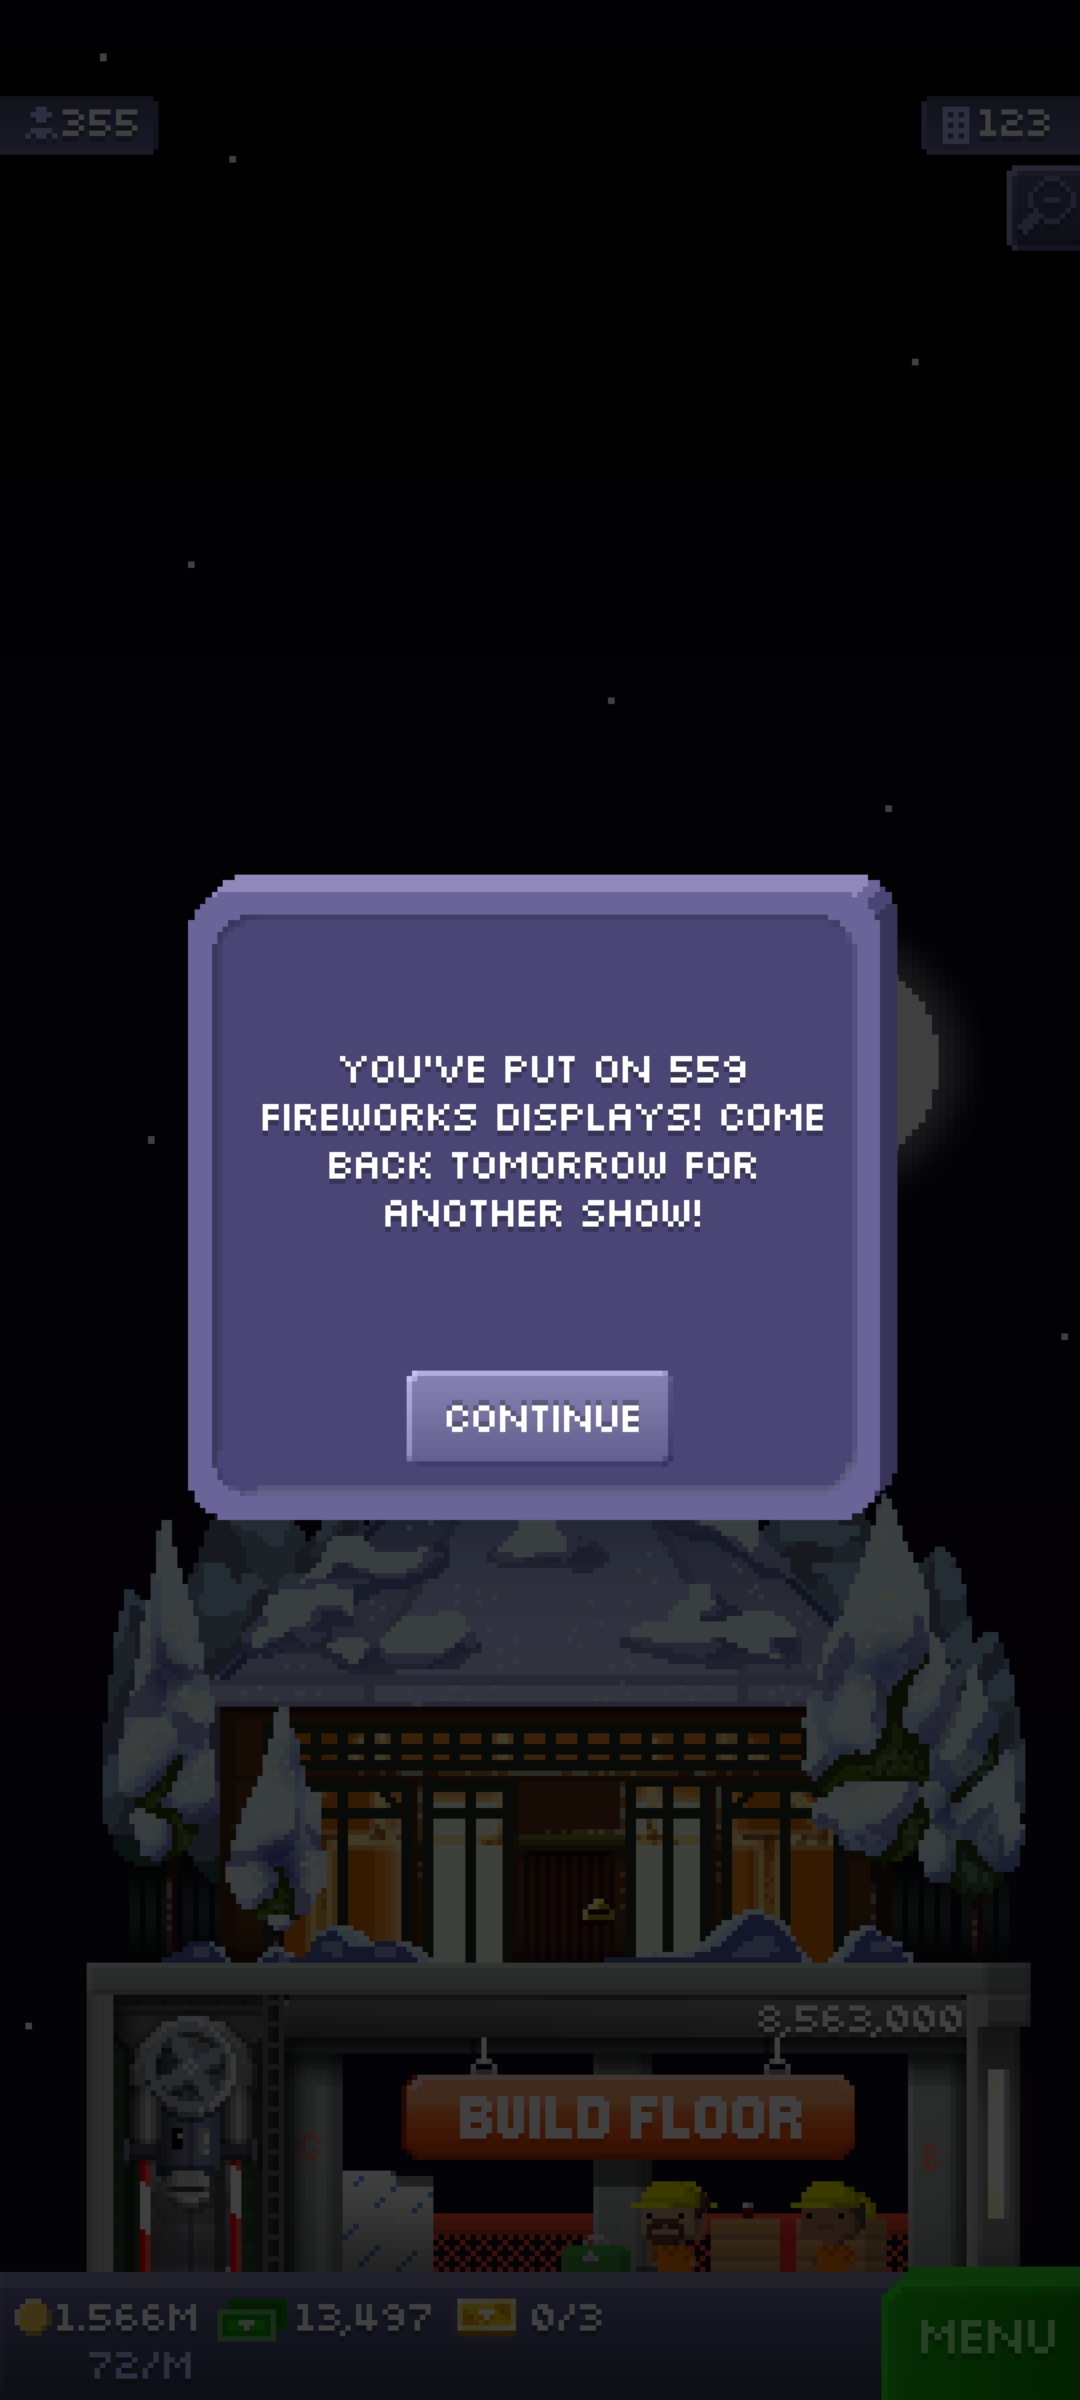 355
123
YOU'VE PUT ON 559
FIREWORKS DISPLAYS! COME
BACK TOMORROW FOR
ANOTHER SHOW!
CONTINUE
8,563,000
BUILD FLOOR
C
B
1.566M
13,497
0/3
MENU
72/M